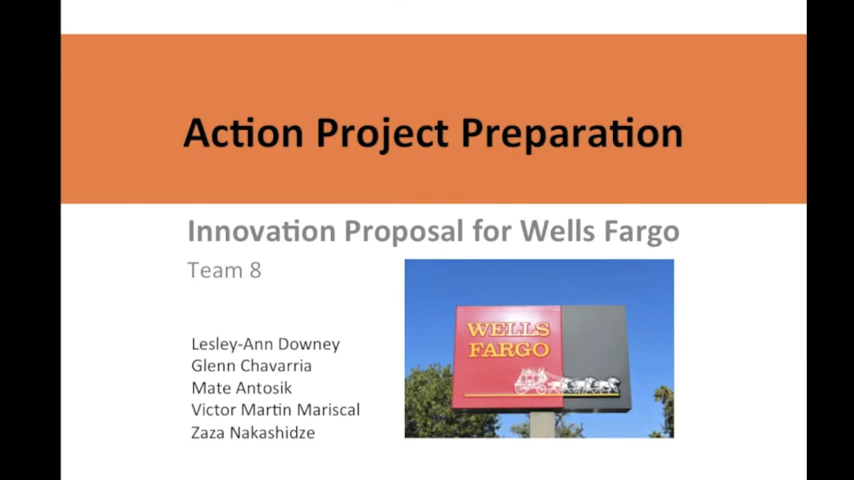 Action Project Preparation
Innovation Proposal for Wells Fargo
Team 8
Lesley-Ann Downey
Glenn Chavarria
Mate Antosik
Victor Martin Mariscal
Zaza Nakashidze
WELLS
FARGO